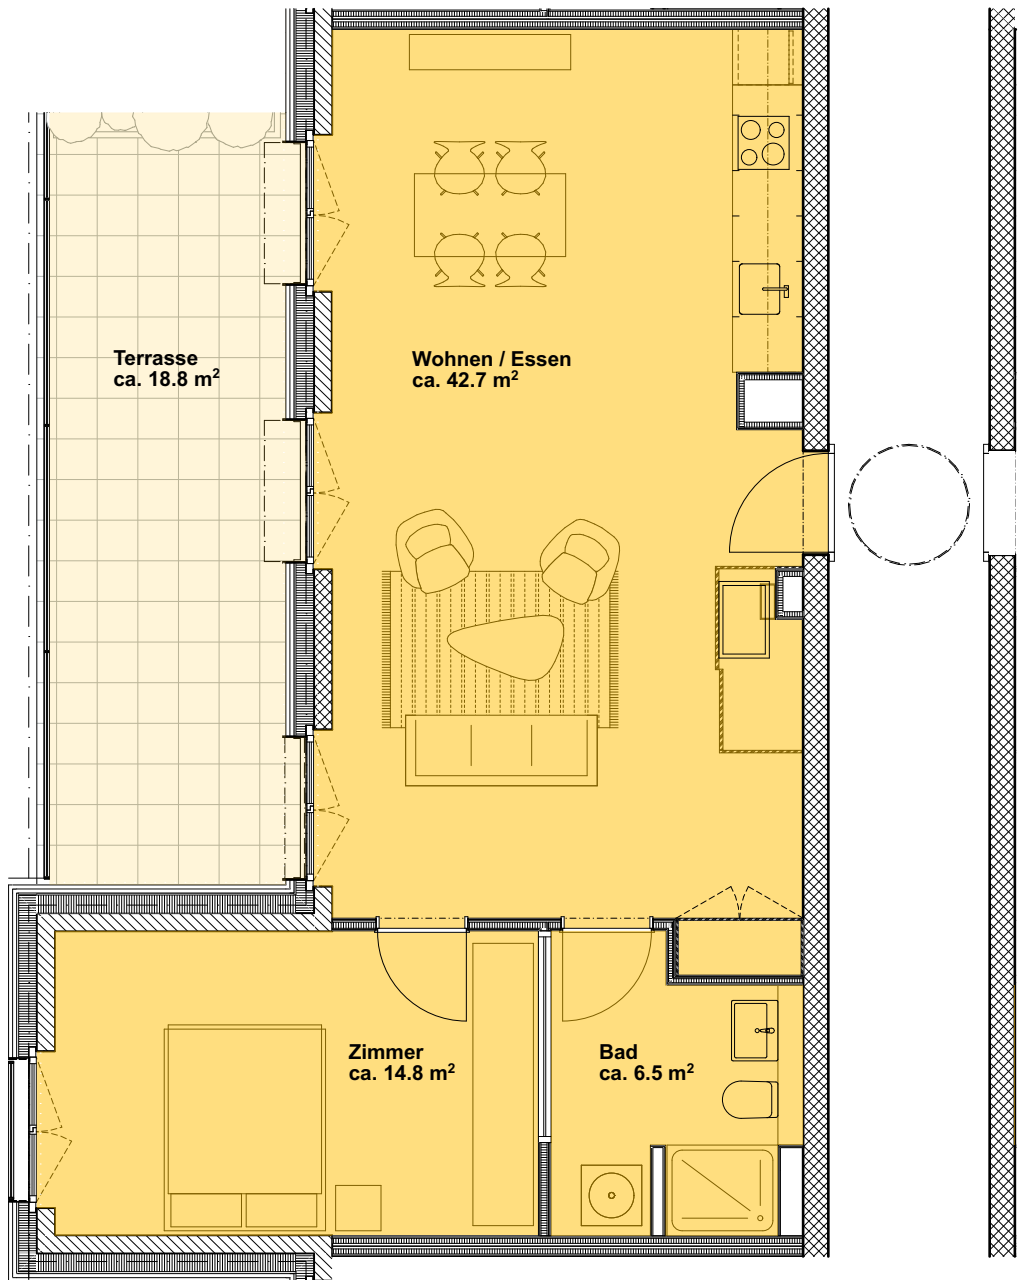 Terrasse
ca. 18.8 m²
Wohnen / Essen
ca. 42.7 m²
Zimmer
ca. 14.8 m²
Bad
ca. 6.5 m²